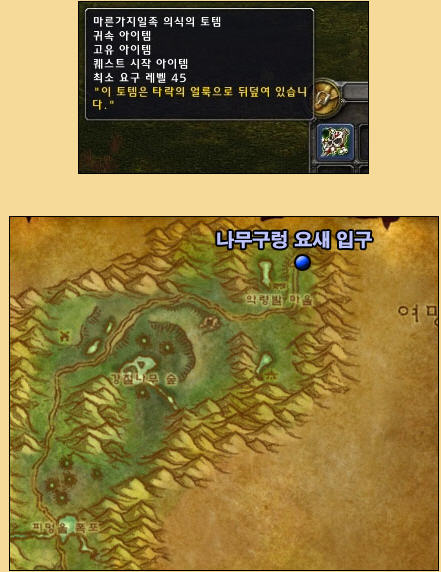 마른가지일족 의식의 토템
귀속 아이템
고유 아이템
퀘스트 시작 아이템
최소 요구 레벨 45
"이 토템은 타락의 얼룩으로 뒤덮여 있습니
다."
나무구렁 요새 입구
악령밭 마을
여명
강철나무 숲
피멍울 폭포